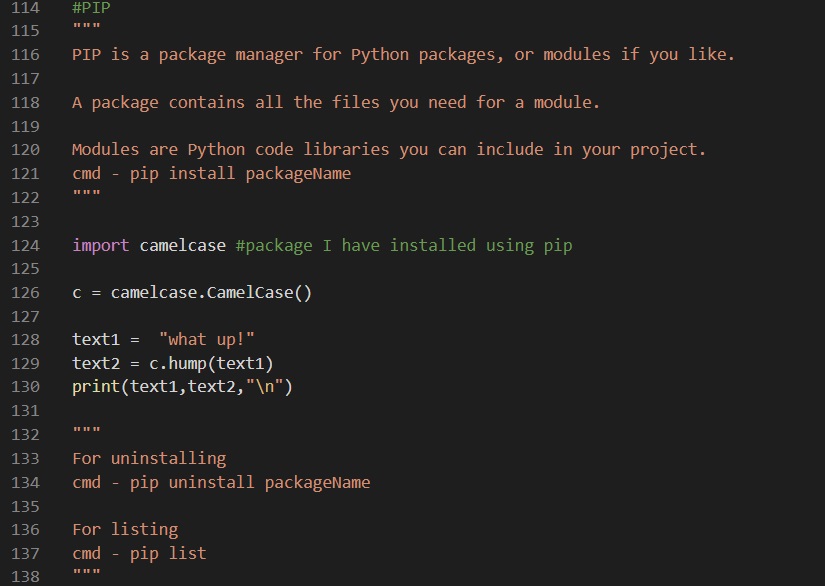 114 #PIP
115 """
116 PIP is a package manager for Python packages, or modules if you like.
117
118 A package contains all the files you need for a module.
119
120 Modules are Python code libraries you can include in your project.
121 cmd - pip install packageName
122 """
123
124 import camelcase #package I have installed using pip
125
126 c = camelcase.CamelCase()
127
128 text1 =  "what up!"
129 text2 = c.hump(text1)
130 print(text1,text2,"\n")
131
132 """
133 For uninstalling
134 cmd - pip uninstall packageName
135
136 For listing
137 cmd - pip list
138 """